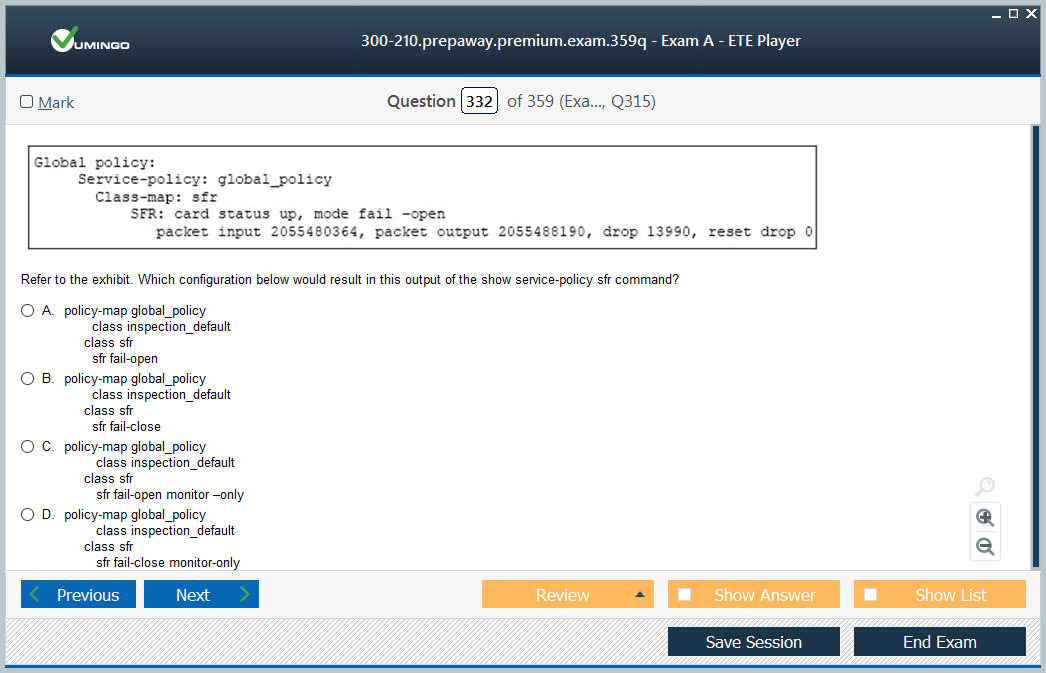 VUMINGO
300-210.prepaway.premium.exam.359q - Exam A - ETE Player
Mark
Question 332 of 359 (Exa..., Q315)
Global policy:
Service-policy: global_policy
Class-map: sfr
SFR: card status up, mode fail -open
packet input 2055480364, packet output 2055488190, drop 13990, reset drop 0
Refer to the exhibit. Which configuration below would result in this output of the show service-policy sfr command?
A. policy-map global_policy
class inspection_default
class sfr
sfr fail-open
B. policy-map global_policy
class inspection_default
class sfr
sfr fail-close
C. policy-map global_policy
class inspection_default
class sfr
sfr fail-open monitor –only
D. policy-map global_policy
class inspection_default
class sfr
sfr fail-close monitor-only
Previous
Next
Review
Show Answer
Show List
Save Session
End Exam